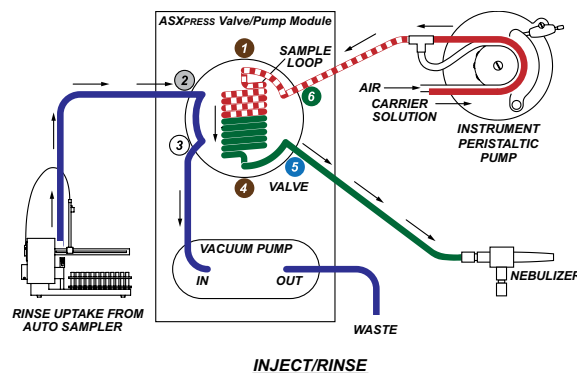 ASXPRESS Valve/Pump Module
1
SAMPLE
LOOP
2
6
AIR
CARRIER
SOLUTION
INSTRUMENT
PERISTALTIC
PUMP
3
5
4
VALVE
VACUUM PUMP
IN
OUT
NEBULIZER
RINSE UPTAKE FROM
AUTO SAMPLER
WASTE
INJECT/RINSE